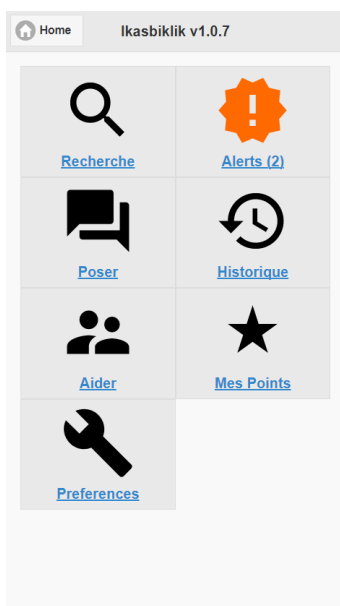 Home
Ikasbiklik v1.0.7
Recherche
Alerts (2)
Poser
Historique
Aider
Mes Points
Preferences